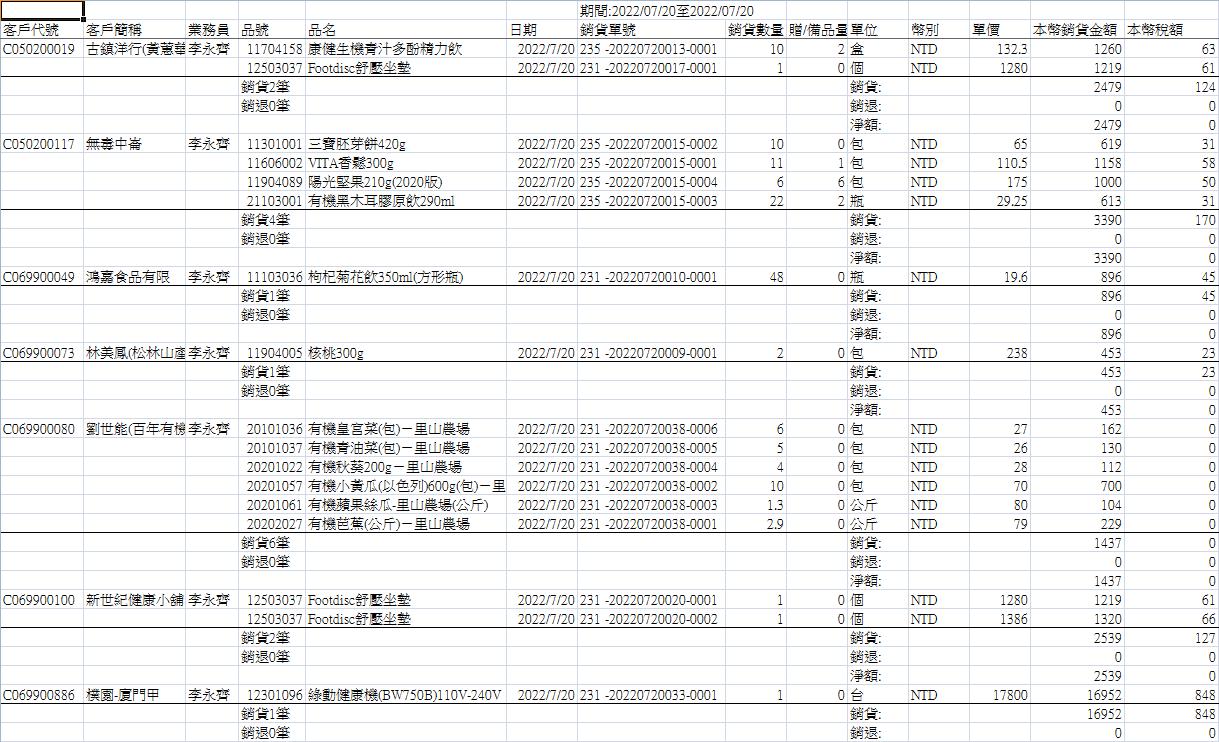 期間:2022/07/20至2022/07/20
客戶代號 客戶簡稱 業務員 品號 品名 日期 銷貨單號 銷貨數量 贈/備品量 單位 幣別 單價 本幣銷貨金額 本幣稅額
C050200019 古鎮洋行(黃蕙華 李永齊 11704158 康健生機青汁多酚精力飲 2022/7/20 235 -20220720013-0001 10 2 盒 NTD 132.3 1260 63
12503037 Footdisc舒壓坐墊 2022/7/20 231 -20220720017-0001 1 0 個 NTD 1280 1219 61
銷貨2筆 銷貨: 2479 124
銷退0筆 銷退: 0 0
淨額: 2479 0
C050200117 無毒中崙 李永齊 11301001 三寶胚芽餅420g 2022/7/20 235 -20220720015-0002 10 0 包 NTD 65 619 31
11606002 VITA香鬆300g 2022/7/20 235 -20220720015-0001 11 1 包 NTD 110.5 1158 58
11904089 陽光堅果210g(2020版) 2022/7/20 235 -20220720015-0004 6 6 包 NTD 175 1000 50
21103001 有機黑木耳膠原飲290ml 2022/7/20 235 -20220720015-0003 22 2 瓶 NTD 29.25 613 31
銷貨4筆 銷貨: 3390 170
銷退0筆 銷退: 0 0
淨額: 3390 0
C069900049 鴻嘉食品有限 李永齊 11103036 枸杞菊花飲350ml(方形瓶) 2022/7/20 231 -20220720010-0001 48 0 瓶 NTD 19.6 896 45
銷貨1筆 銷貨: 896 45
銷退0筆 銷退: 0 0
淨額: 896 0
C069900073 林美鳳(松林山產 李永齊 11904005 核桃300g 2022/7/20 231 -20220720009-0001 2 0 包 NTD 238 453 23
銷貨1筆 銷貨: 453 23
銷退0筆 銷退: 0 0
淨額: 453 0
C069900080 劉世能(百年有機 李永齊 20101036 有機皇宮菜(包)－里山農場 2022/7/20 231 -20220720038-0006 6 0 包 NTD 27 162 0
20101037 有機青油菜(包)－里山農場 2022/7/20 231 -20220720038-0005 5 0 包 NTD 26 130 0
20201022 有機秋葵200g－里山農場 2022/7/20 231 -20220720038-0004 4 0 包 NTD 28 112 0
20201057 有機小黃瓜(以色列)600g(包)－里 2022/7/20 231 -20220720038-0002 10 0 包 NTD 70 700 0
20201061 有機蘋果絲瓜-里山農場(公斤) 2022/7/20 231 -20220720038-0003 1.3 0 公斤 NTD 80 104 0
20202027 有機芭蕉(公斤)－里山農場 2022/7/20 231 -20220720038-0001 2.9 0 公斤 NTD 79 229 0
銷貨6筆 銷貨: 1437 0
銷退0筆 銷退: 0 0
淨額: 1437 0
C069900100 新世紀健康小舖 李永齊 12503037 Footdisc舒壓坐墊 2022/7/20 231 -20220720020-0001 1 0 個 NTD 1280 1219 61
12503037 Footdisc舒壓坐墊 2022/7/20 231 -20220720020-0002 1 0 個 NTD 1386 1320 66
銷貨2筆 銷貨: 2539 127
銷退0筆 銷退: 0 0
淨額: 2539 0
C069900886 樸園-廈門甲 李永齊 12301096 綠動健康機(BW750B)110V-240V 2022/7/20 231 -20220720033-0001 1 0 台 NTD 17800 16952 848
銷貨1筆 銷貨: 16952 848
銷退0筆 銷退: 0 0